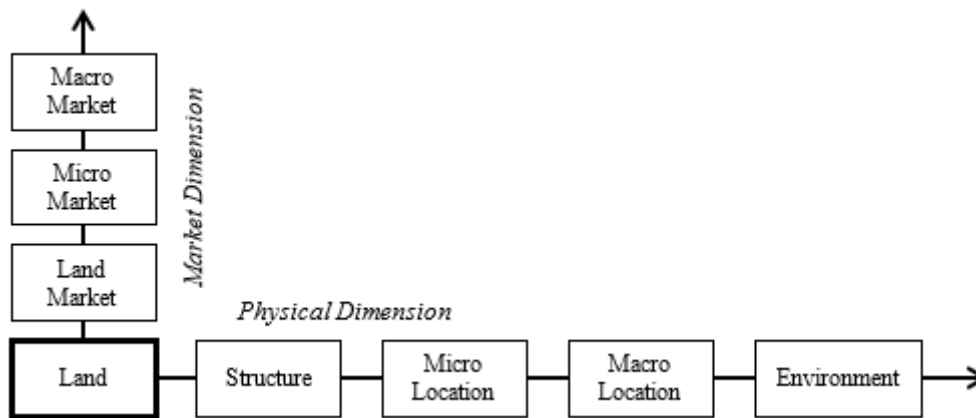 Macro
Market
Micro
Market
Market Dimension
Land
Market
Physical Dimension
Land
Structure
Micro
Location
Macro
Location
Environment